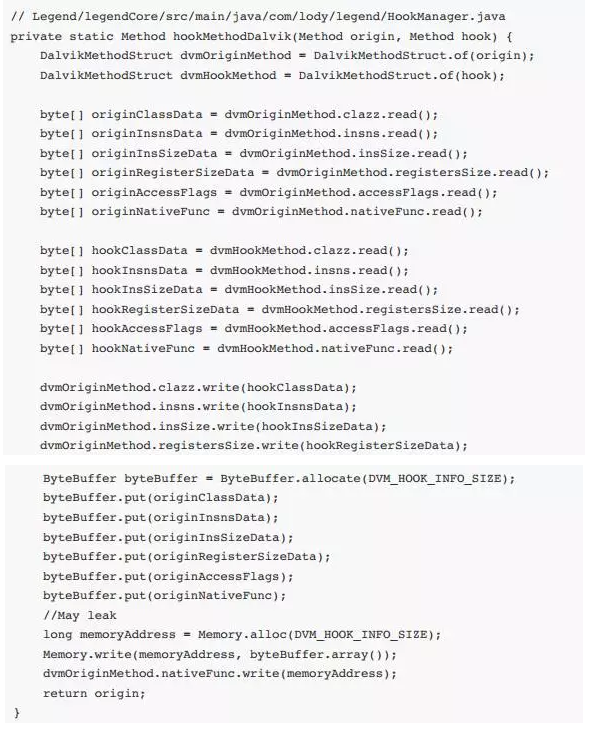 // Legend/legendCore/src/main/java/com/lody/legend/HookManager.java
private static Method hookMethodDalvik(Method origin, Method hook) {
    DalvikMethodStruct dvmOriginMethod = DalvikMethodStruct.of(origin);
    DalvikMethodStruct dvmHookMethod = DalvikMethodStruct.of(hook);

    byte[] originClassData = dvmOriginMethod.clazz.read();
    byte[] originInsnsData = dvmOriginMethod.insns.read();
    byte[] originInsSizeData = dvmOriginMethod.insSize.read();
    byte[] originRegisterSizeData = dvmOriginMethod.registersSize.read();
    byte[] originAccessFlags = dvmOriginMethod.accessFlags.read();
    byte[] originNativeFunc = dvmOriginMethod.nativeFunc.read();

    byte[] hookClassData = dvmHookMethod.clazz.read();
    byte[] hookInsnsData = dvmHookMethod.insns.read();
    byte[] hookInsSizeData = dvmHookMethod.insSize.read();
    byte[] hookRegisterSizeData = dvmHookMethod.registersSize.read();
    byte[] hookAccessFlags = dvmHookMethod.accessFlags.read();
    byte[] hookNativeFunc = dvmHookMethod.nativeFunc.read();

    dvmOriginMethod.clazz.write(hookClassData);
    dvmOriginMethod.insns.write(hookInsnsData);
    dvmOriginMethod.insSize.write(hookInsSizeData);
    dvmOriginMethod.registersSize.write(hookRegisterSizeData);
    ByteBuffer byteBuffer = ByteBuffer.allocate(DVM_HOOK_INFO_SIZE);
    byteBuffer.put(originClassData);
    byteBuffer.put(originInsnsData);
    byteBuffer.put(originInsSizeData);
    byteBuffer.put(originRegisterSizeData);
    byteBuffer.put(originAccessFlags);
    byteBuffer.put(originNativeFunc);
    //May leak
    long memoryAddress = Memory.alloc(DVM_HOOK_INFO_SIZE);
    Memory.write(memoryAddress, byteBuffer.array());
    dvmOriginMethod.nativeFunc.write(memoryAddress);
    return origin;
}